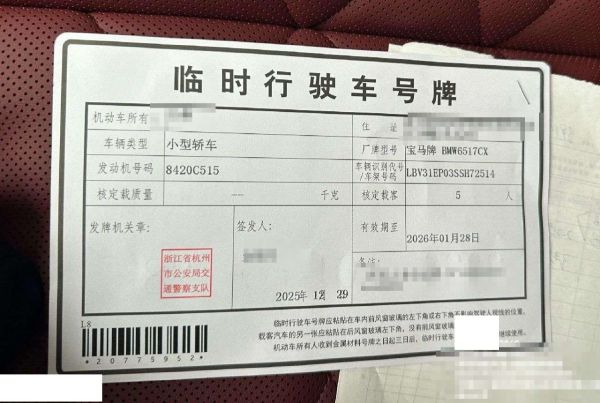 临时行驶车号牌
机动车所有
住 址
车辆类型 小型轿车 厂牌型号 宝马牌 BMW6517CX
发动机号码 8420C515 车辆识别代号/车架号码 LBV31EP03SSH72514
核定载质量 -- 千克 核定载客 5 人
发牌机关章: 签发人: 有效期至 2026年01月28日
浙江省杭州
市公安局交
通警察支队
备注:
2025年 12 29
L8
*20775952*
临时行驶车号牌应粘贴在车内前风窗玻璃的左下角或右下角不影响驾驶人视线的位置。
载客汽车的另一张应粘贴在后风窗玻璃左下角。没有前风窗玻璃
继续使用。
机动车所有人收到金属材料号牌之日起三日后，临时行驶车号牌